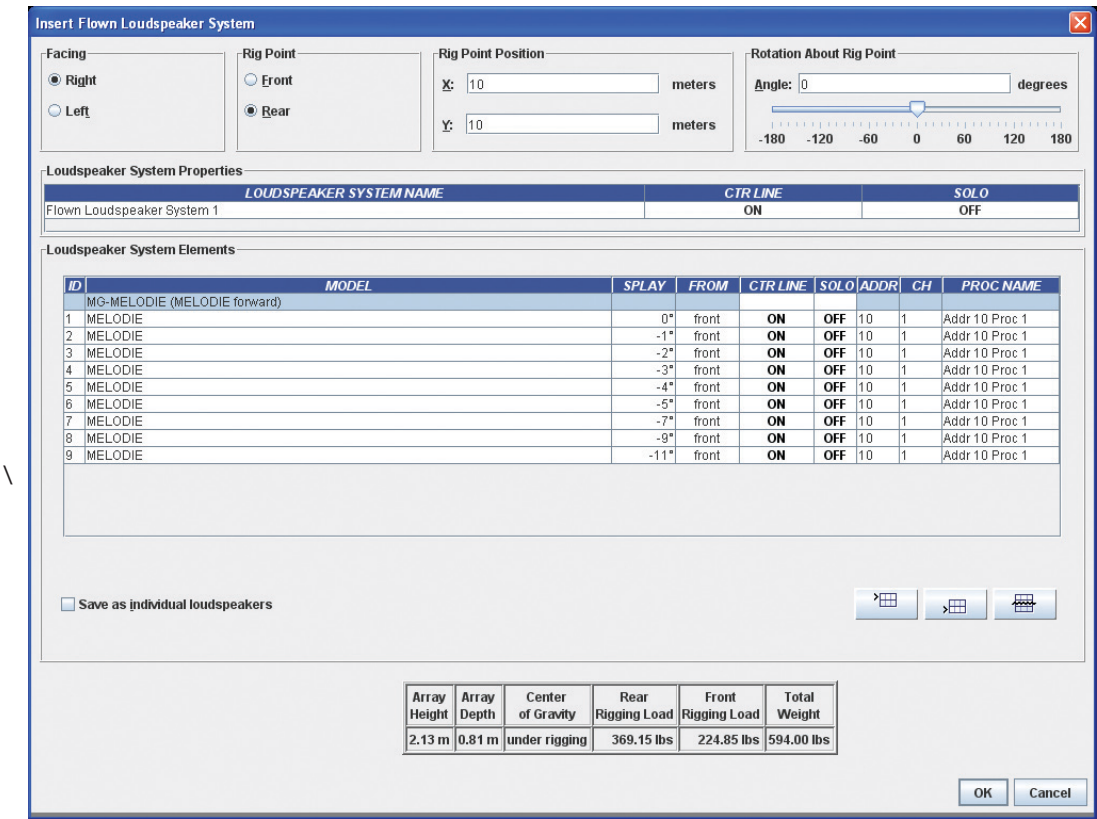 Insert Flown Loudspeaker System
Facing
Right
Left
Rig Point
Front
Rear
Rig Point Position
X: 10 meters
Y: 10 meters
Rotation About Rig Point
Angle: 0 degrees
-180 -120 -60 0 60 120 180
Loudspeaker System Properties
LOUDSPEAKER SYSTEM NAME CTR LINE SOLO
Flown Loudspeaker System 1 ON OFF
Loudspeaker System Elements
ID MODEL SPLAY FROM CTR LINE SOLO ADDR CH PROC NAME
MG-MELODIE (MELODIE forward)
1 MELODIE 0° front ON OFF 10 1 Addr 10 Proc 1
2 MELODIE -1° front ON OFF 10 1 Addr 10 Proc 1
3 MELODIE -2° front ON OFF 10 1 Addr 10 Proc 1
4 MELODIE -3° front ON OFF 10 1 Addr 10 Proc 1
5 MELODIE -4° front ON OFF 10 1 Addr 10 Proc 1
6 MELODIE -5° front ON OFF 10 1 Addr 10 Proc 1
7 MELODIE -7° front ON OFF 10 1 Addr 10 Proc 1
8 MELODIE -9° front ON OFF 10 1 Addr 10 Proc 1
9 MELODIE -11° front ON OFF 10 1 Addr 10 Proc 1
\
Save as individual loudspeakers
Array Height Array Depth Center of Gravity Rear Rigging Load Front Rigging Load Total Weight
2.13 m 0.81 m under rigging 369.15 lbs 224.85 lbs 594.00 lbs
OK Cancel